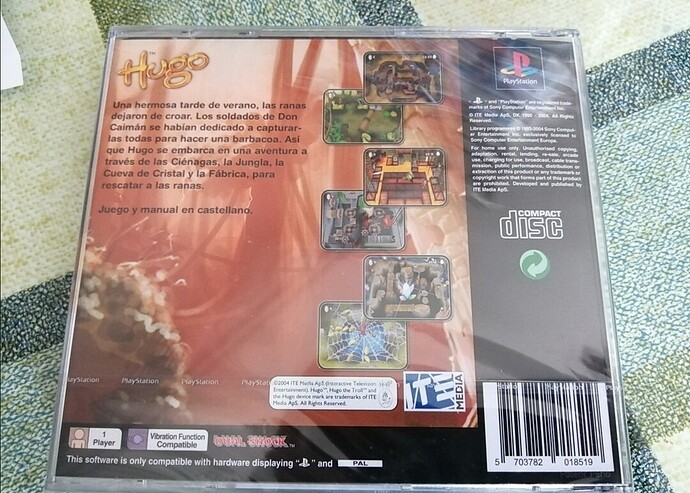 Hugo
™
Una hermosa tarde de verano, las ranas
dejaron de croar. Los soldados de Don
Caimán se habían dedicado a capturar-
las todas para hacer una barbacoa. Así
que Hugo se embarca en una aventura a
través de las Ciénagas, la Jungla, la
Cueva de Cristal y la Fábrica, para
rescatar a las ranas.
Juego y manual en castellano.
PlayStation
" and "PlayStation" are registered trade-
marks of Sony Computer Entertainment Inc.
© ITE Media ApS, DK, 1990 - 2004. All Rights
Reserved.
Library programmes © 1993-2004 Sony Comput-
er Entertainment Inc. exclusively licensed to
Sony Computer Entertainment Europe.
For home use only. Unauthorised copying,
adaptation, rental, lending, re-sale, arcade
use, charging for use, broadcast, cable trans-
mission, public performance, distribution or
extraction of this product or any trademark or
copyright work that forms part of this product
are prohibited. Developed and published by
ITE Media ApS.
COMPACT
disc
PlayStation
PlayStation
PlayStation
PlayStation
©2004 ITE Media ApS (Interactive Television
Entertainment). Hugo™, Hugo the Troll™ and
the Hugo device mark are trademarks of ITE
Media ApS. All Rights Reserved.
ITE
MEDIA
1
Player
Vibration Function
Compatible
DUAL SHOCK™
This software is only compatible with hardware displaying " " and PAL
5 703782 018519